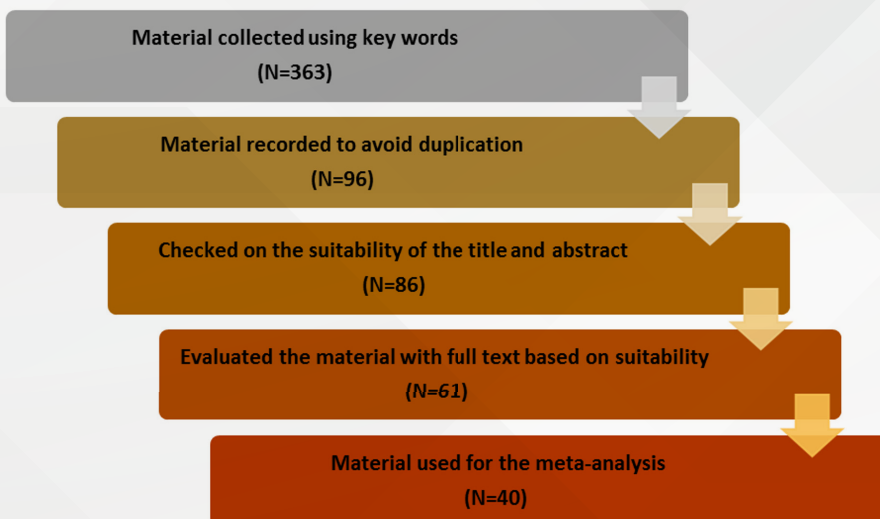 Material collected using key words
(N=363)
Material recorded to avoid duplication
(N=96)
Checked on the suitability of the title and abstract
(N=86)
Evaluated the material with full text based on suitability
(N=61)
Material used for the meta-analysis
(N=40)